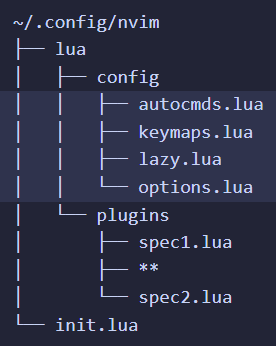 ~/.config/nvim
├── lua
│   ├── config
│   │   ├── autocmds.lua
│   │   ├── keymaps.lua
│   │   ├── lazy.lua
│   │   └── options.lua
│   └── plugins
│       ├── spec1.lua
│       ├── **
│       └── spec2.lua
└── init.lua